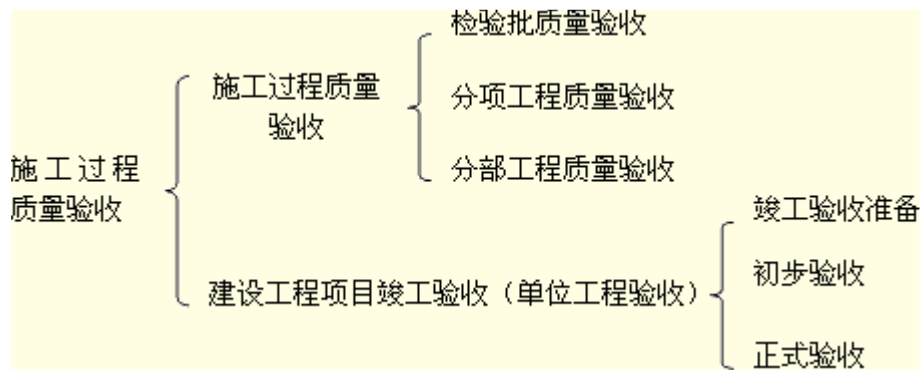 检验批质量验收
施工过程质量
验收
分项工程质量验收
分部工程质量验收
施工过程
质量验收
竣工验收准备
建设工程项目竣工验收（单位工程验收）
初步验收
正式验收